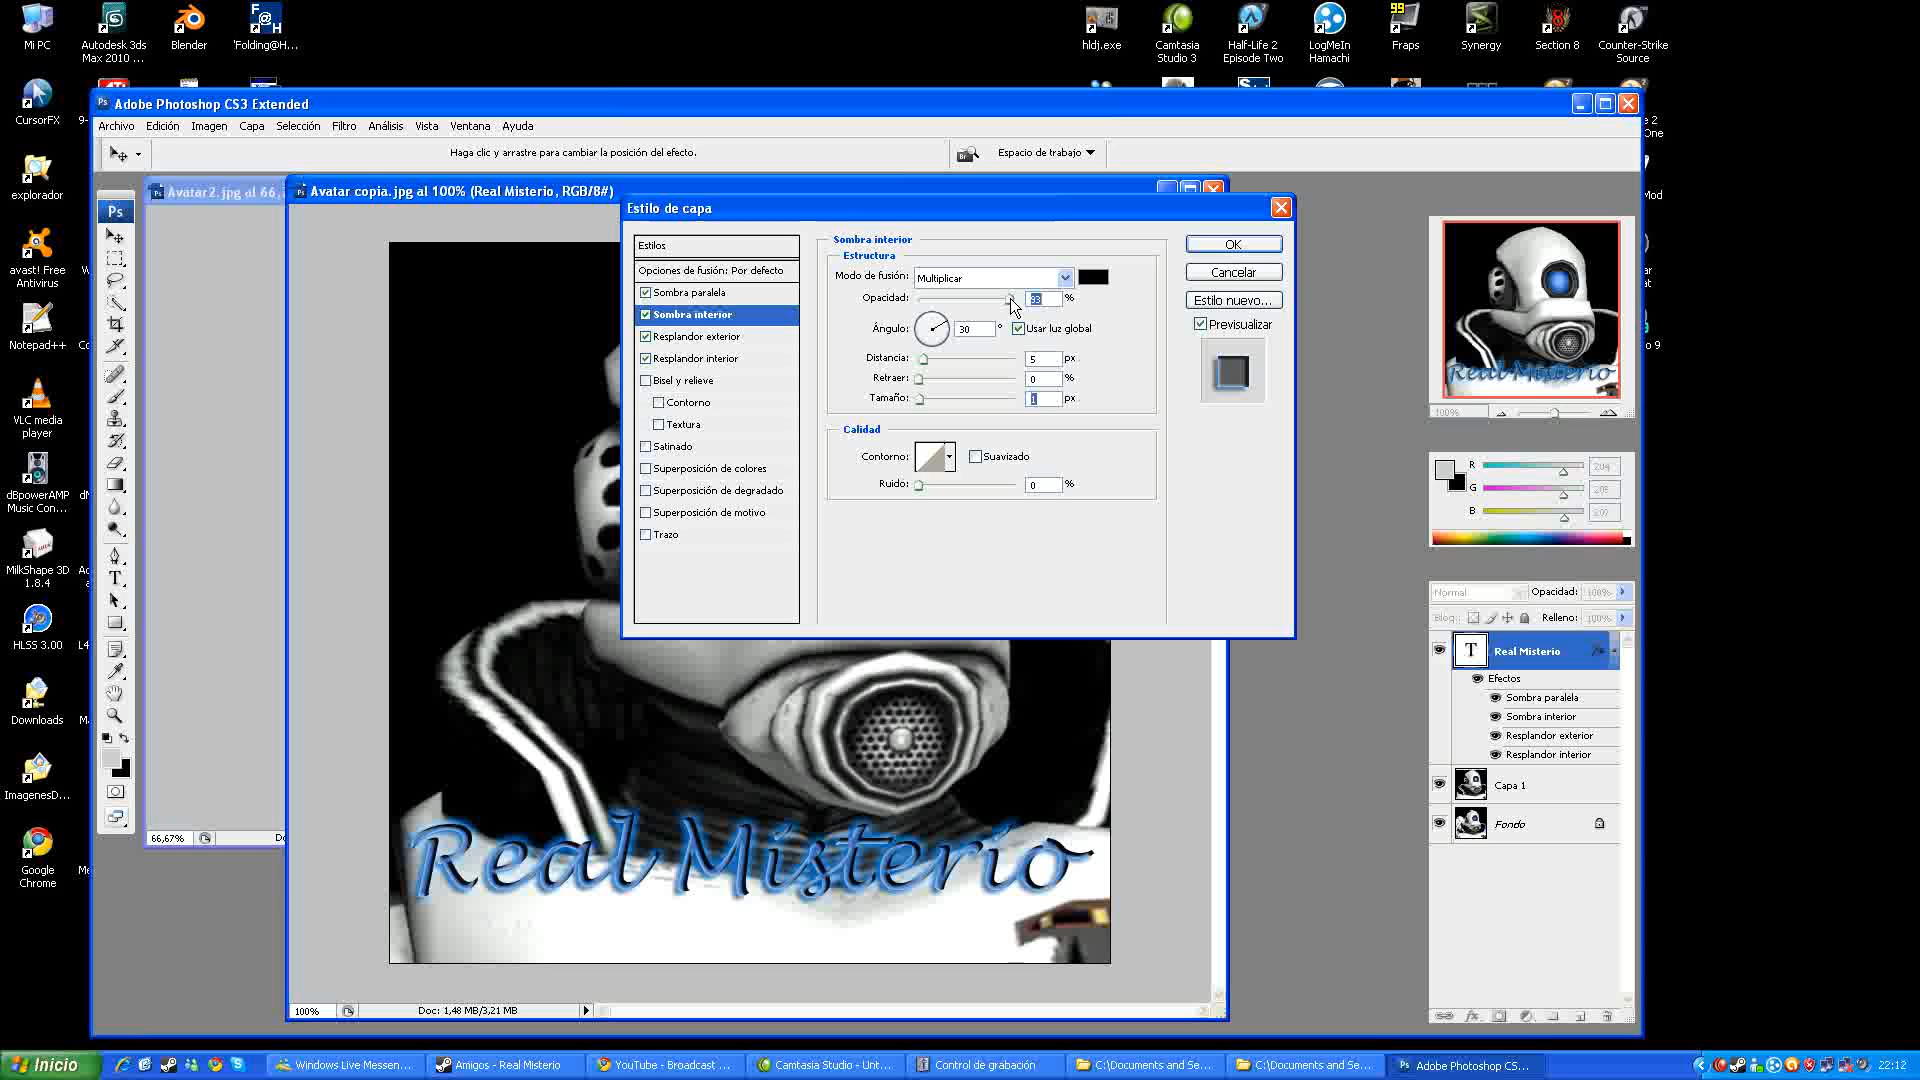 Mi PC
Autodesk 3ds Max 2010 ...
Blender
'Folding@H...
hldj.exe
Camtasia Studio 3
Half-Life 2 Episode Two
LogMeIn Hamachi
Fraps
Synergy
Section 8
Counter-Strike Source
99
CursorFX
explorador
avast! Free Antivirus
Notepad++
VLC media player
dBpowerAMP Music Con...
MilkShape 3D 1.8.4
HLSS 3.00
Downloads
ImagenesD...
Google Chrome
Adobe Photoshop CS3 Extended
Archivo Edición Imagen Capa Selección Filtro Análisis Vista Ventana Ayuda
Haga clic y arrastre para cambiar la posición del efecto.
Espacio de trabajo
Ps
Avatar2.jpg al 66,
Avatar copia.jpg al 100% (Real Misterio, RGB/8#)
Estilo de capa
Estilos
Opciones de fusión: Por defecto
Sombra paralela
Sombra interior
Resplandor exterior
Resplandor interior
Bisel y relieve
Contorno
Textura
Satinado
Superposición de colores
Superposición de degradado
Superposición de motivo
Trazo
Sombra interior
Estructura
Modo de fusión: Multiplicar
Opacidad: 93 %
Ángulo: 30 ° Usar luz global
Distancia: 5 px
Retraer: 0 %
Tamaño: 1 px
Calidad
Contorno: Suavizado
Ruido: 0 %
OK
Cancelar
Estilo nuevo...
Previsualizar
Real Misterio
Real Misterio
100%
R 204
G
B
Normal Opacidad: 100%
Bloq.: Relleno: 100%
T Real Misterio
Efectos
Sombra paralela
Sombra interior
Resplandor exterior
Resplandor interior
Capa 1
Fondo
66,67%
100% Doc: 1,48 MB/3,21 MB
Inicio
Windows Live Messen...
Amigos - Real Misterio
YouTube - Broadcast ...
Camtasia Studio - Unt...
Control de grabación
C:\Documents and Se...
C:\Documents and Se...
Adobe Photoshop CS...
22:12